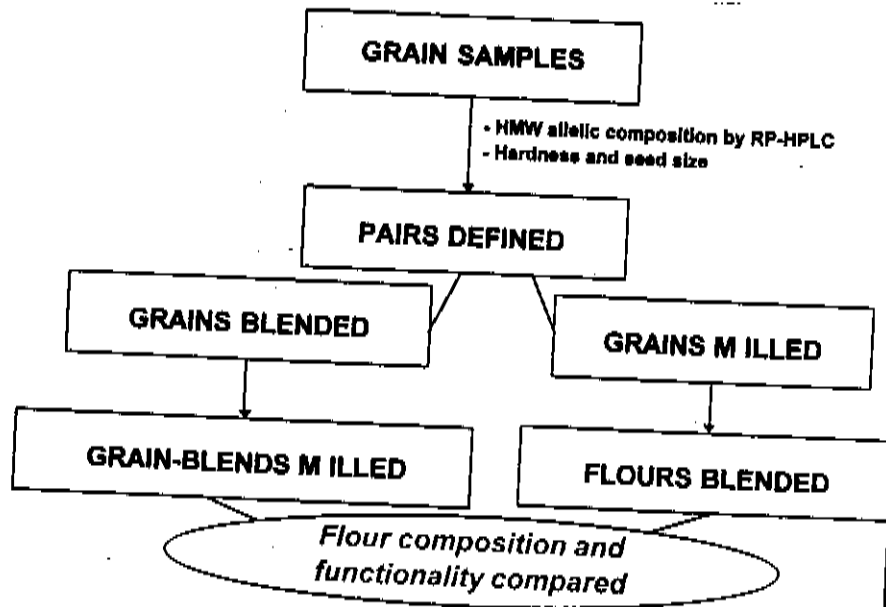 GRAIN SAMPLES
- HMW allelic composition by RP-HPLC
- Hardness and seed size
PAIRS DEFINED
GRAINS BLENDED
GRAINS M ILLED
GRAIN-BLENDS M ILLED
FLOURS BLENDED
Flour composition and
functionality compared